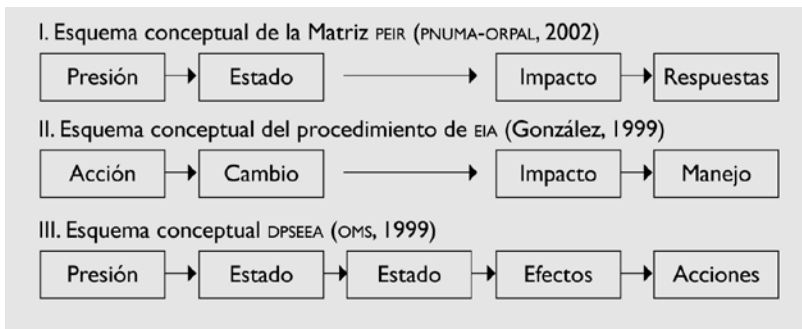 I. Esquema conceptual de la Matriz PEIR (PNUMA-ORPAL, 2002)
Presión Estado Impacto Respuestas
II. Esquema conceptual del procedimiento de EIA (González, 1999)
Acción Cambio Impacto Manejo
III. Esquema conceptual DPSEEA (OMS, 1999)
Presión Estado Estado Efectos Acciones